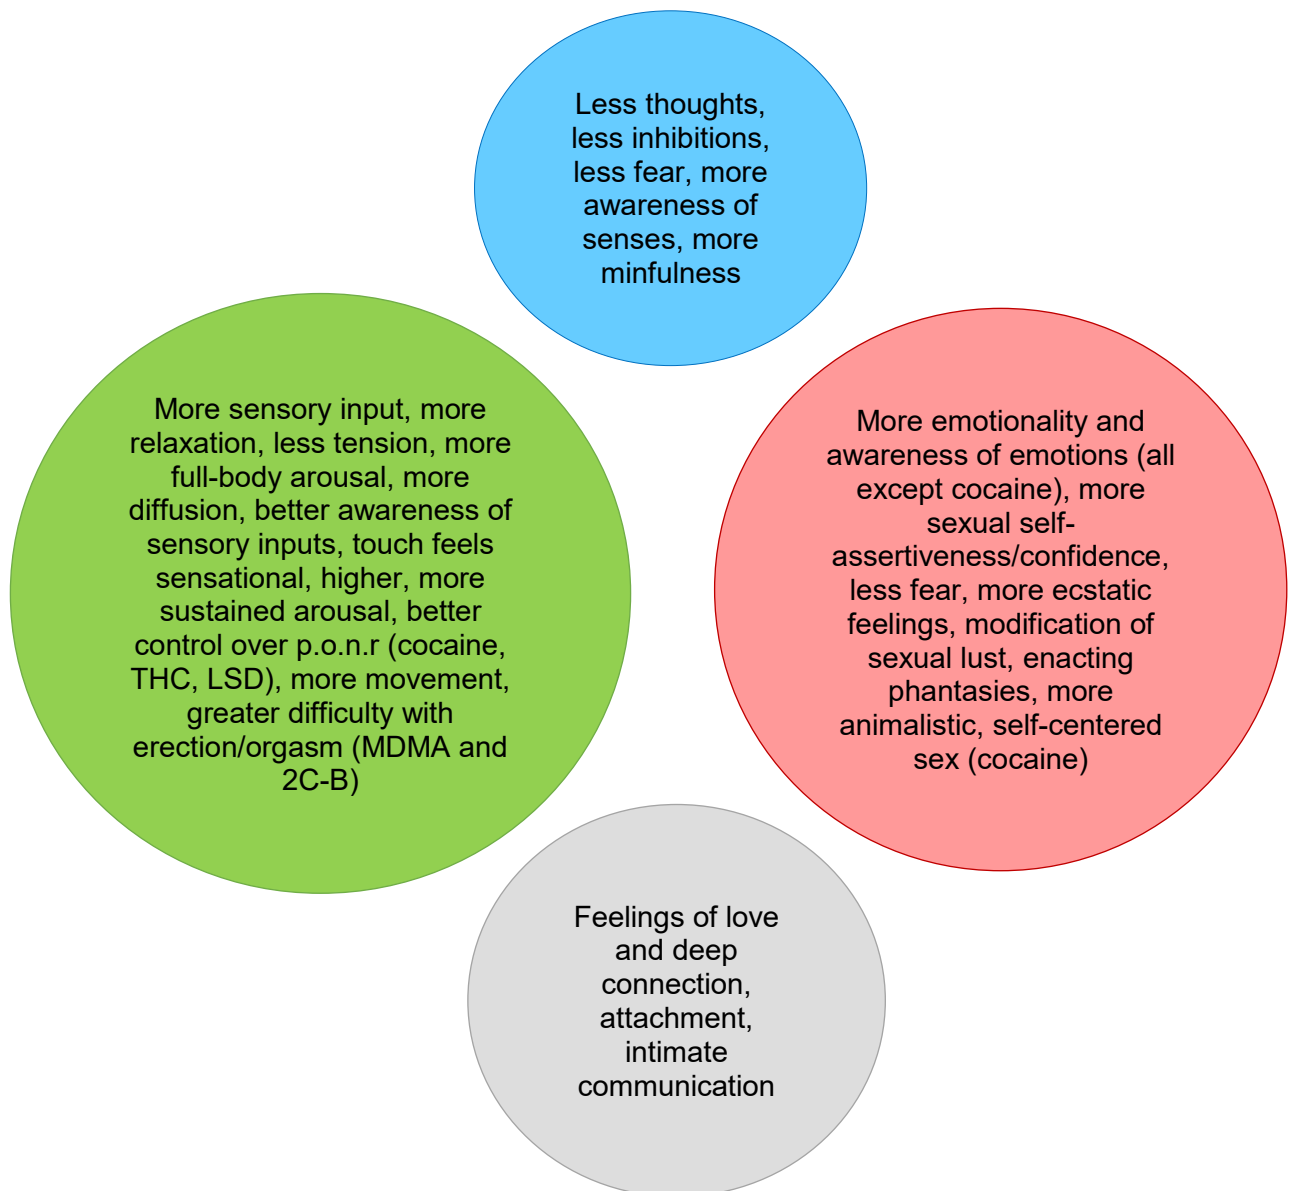 Less thoughts,
less inhibitions,
less fear, more
awareness of
senses, more
minfulness
More sensory input, more
relaxation, less tension, more
full-body arousal, more
diffusion, better awareness of
sensory inputs, touch feels
sensational, higher, more
sustained arousal, better
control over p.o.n.r (cocaine,
THC, LSD), more movement,
greater difficulty with
erection/orgasm (MDMA and
2C-B)
More emotionality and
awareness of emotions (all
except cocaine), more
sexual self-
assertiveness/confidence,
less fear, more ecstatic
feelings, modification of
sexual lust, enacting
phantasies, more
animalistic, self-centered
sex (cocaine)
Feelings of love
and deep
connection,
attachment,
intimate
communication